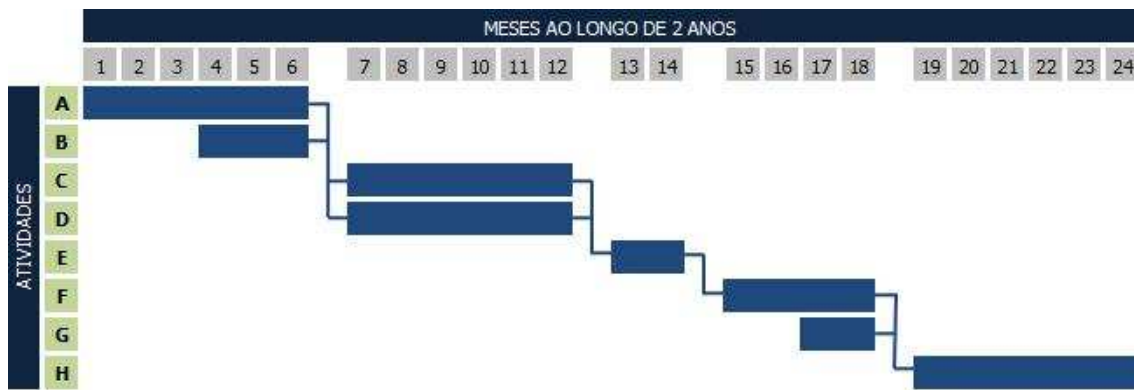 MESES AO LONGO DE 2 ANOS
1 2 3 4 5 6 7 8 9 10 11 12 13 14 15 16 17 18 19 20 21 22 23 24
ATIVIDADES
A
B
C
D
E
F
G
H